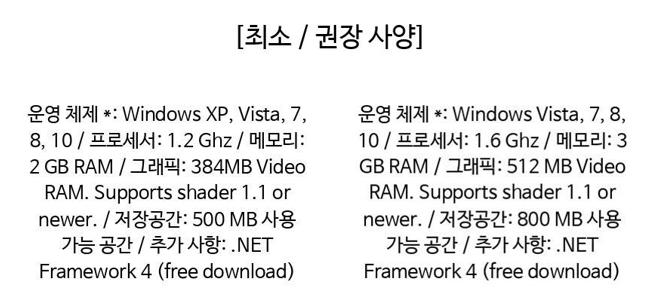 [최소 / 권장 사양]
운영 체제 *: Windows XP, Vista, 7,
8, 10 / 프로세서: 1.2 Ghz / 메모리:
2 GB RAM / 그래픽: 384MB Video
RAM. Supports shader 1.1 or
newer. / 저장공간: 500 MB 사용
가능 공간 / 추가 사항: .NET
Framework 4 (free download)
운영 체제 *: Windows Vista, 7, 8,
10 / 프로세서: 1.6 Ghz / 메모리: 3
GB RAM / 그래픽: 512 MB Video
RAM. Supports shader 1.1 or
newer. / 저장공간: 800 MB 사용
가능 공간 / 추가 사항: .NET
Framework 4 (free download)